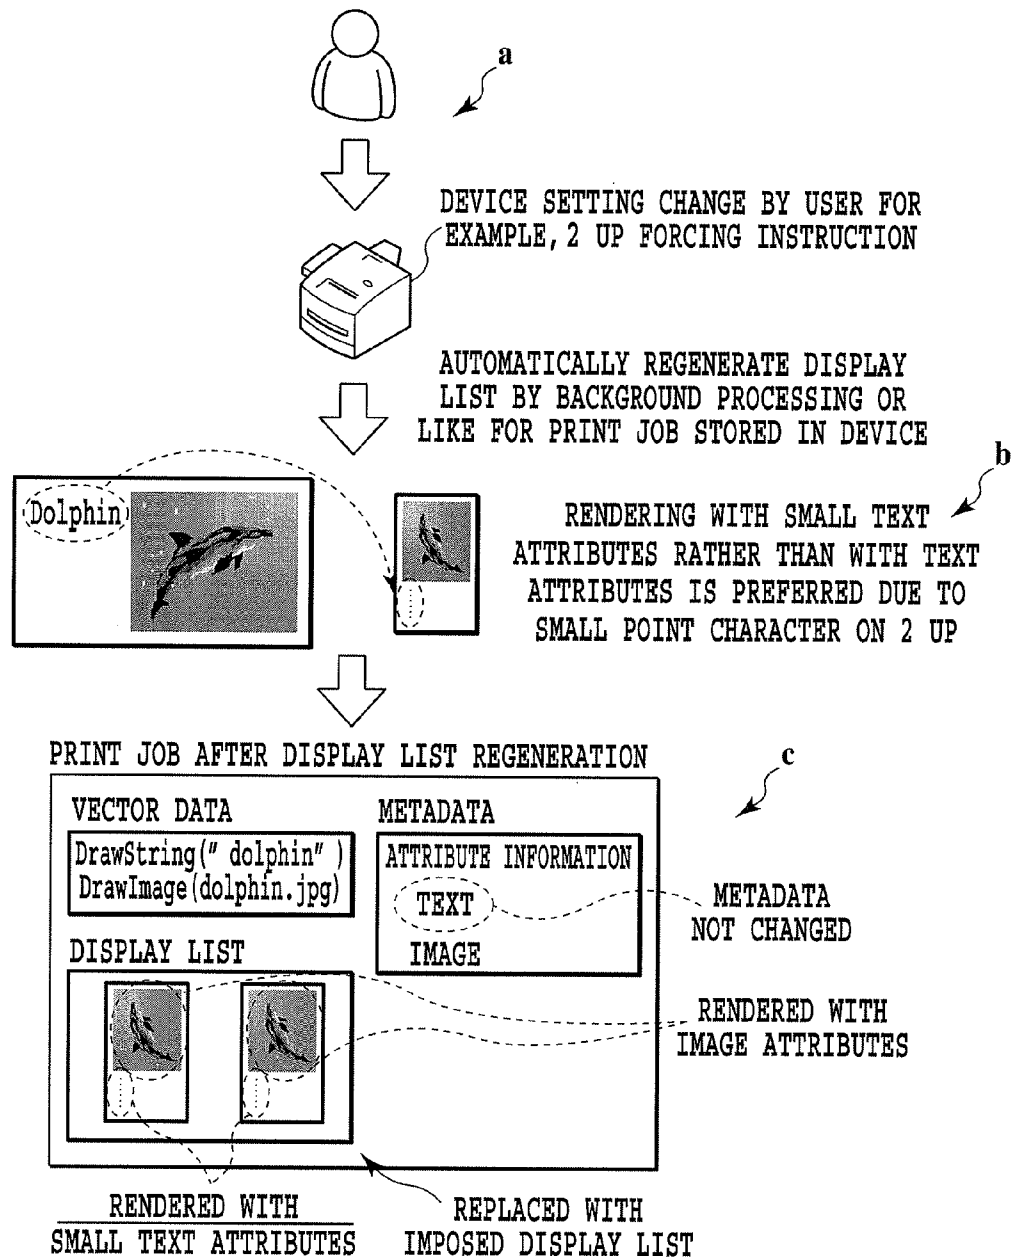 a
DEVICE SETTING CHANGE BY USER FOR
EXAMPLE, 2 UP FORCING INSTRUCTION
AUTOMATICALLY REGENERATE DISPLAY
LIST BY BACKGROUND PROCESSING OR
LIKE FOR PRINT JOB STORED IN DEVICE
b
Dolphin
RENDERING WITH SMALL TEXT
ATTRIBUTES RATHER THAN WITH TEXT
ATTRIBUTES IS PREFERRED DUE TO
SMALL POINT CHARACTER ON 2 UP
PRINT JOB AFTER DISPLAY LIST REGENERATION
c
VECTOR DATA
DrawString(" dolphin" )
DrawImage(dolphin.jpg)
METADATA
ATTRIBUTE INFORMATION
TEXT
IMAGE
METADATA
NOT CHANGED
DISPLAY LIST
RENDERED WITH
IMAGE ATTRIBUTES
RENDERED WITH
SMALL TEXT ATTRIBUTES
REPLACED WITH
IMPOSED DISPLAY LIST